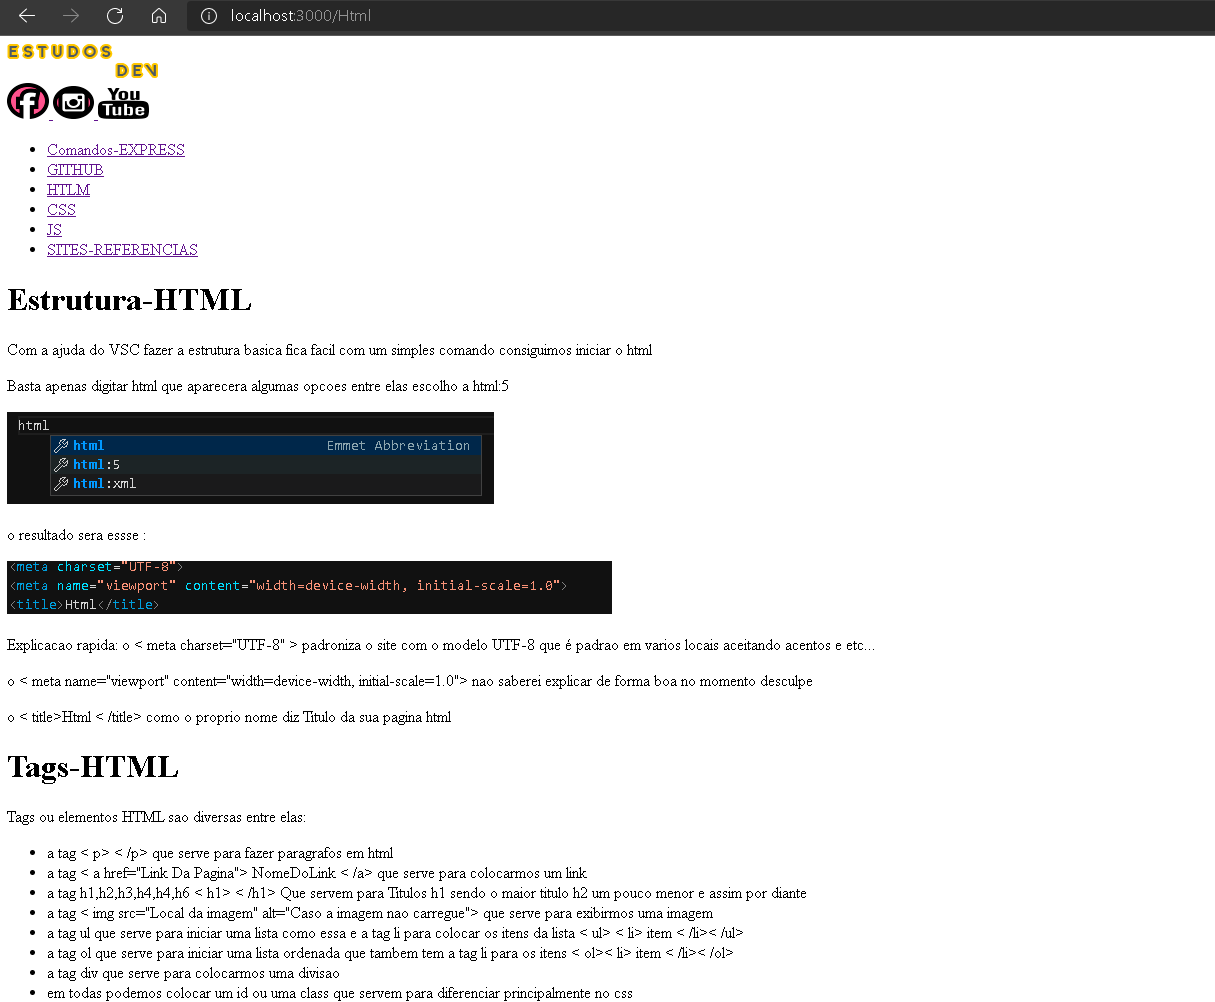 localhost:3000/Html
ESTUDOS
DEV
You
Tube
Comandos-EXPRESS
GITHUB
HTLM
CSS
JS
SITES-REFERENCIAS
Estrutura-HTML
Com a ajuda do VSC fazer a estrutura basica fica facil com um simples comando consiguimos iniciar o html
Basta apenas digitar html que aparecera algumas opcoes entre elas escolho a html:5
html
html Emmet Abbreviation
html:5
html:xml
o resultado sera essse :
<meta charset="UTF-8">
<meta name="viewport" content="width=device-width, initial-scale=1.0">
<title>Html</title>
Explicacao rapida: o < meta charset="UTF-8" > padroniza o site com o modelo UTF-8 que é padrao em varios locais aceitando acentos e etc...
o < meta name="viewport" content="width=device-width, initial-scale=1.0"> nao saberei explicar de forma boa no momento desculpe
o < title>Html < /title> como o proprio nome diz Titulo da sua pagina html
Tags-HTML
Tags ou elementos HTML sao diversas entre elas:
a tag < p> < /p> que serve para fazer paragrafos em html
a tag < a href="Link Da Pagina"> NomeDoLink < /a> que serve para colocarmos um link
a tag h1,h2,h3,h4,h4,h6 < h1> < /h1> Que servem para Titulos h1 sendo o maior titulo h2 um pouco menor e assim por diante
a tag < img src="Local da imagem" alt="Caso a imagem nao carregue"> que serve para exibirmos uma imagem
a tag ul que serve para iniciar uma lista como essa e a tag li para colocar os itens da lista < ul> < li> item < /li>< /ul>
a tag ol que serve para iniciar uma lista ordenada que tambem tem a tag li para os itens < ol>< li> item < /li>< /ol>
a tag div que serve para colocarmos uma divisao
em todas podemos colocar um id ou uma class que servem para diferenciar principalmente no css